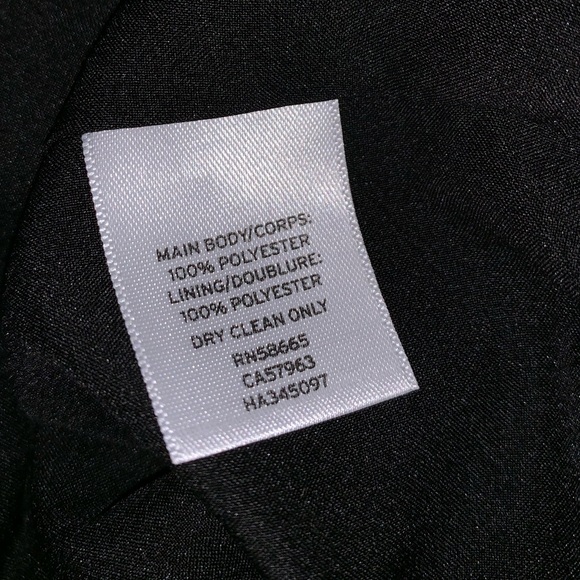 MAIN BODY/CORPS:
100% POLYESTER
LINING/DOUBLURE:
100% POLYESTER
DRY CLEAN ONLY
RN58665
CA57963
HA345097